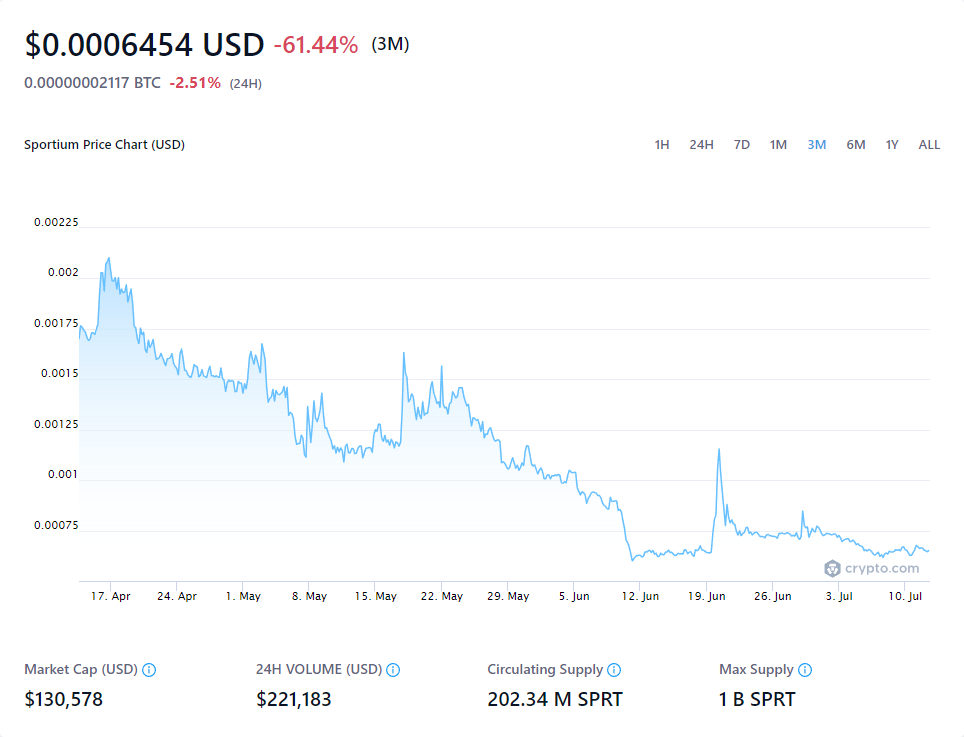 $0.0006454 USD -61.44% (3M)
0.00000002117 BTC -2.51% (24H)
Sportium Price Chart (USD) 1H 24H 7D 1M 3M 6M 1Y ALL
0.00225
0.002
0.00175
0.0015
0.00125
0.001
0.00075
crypto.com
17. Apr 24. Apr 1. May 8. May 15. May 22. May 29. May 5. Jun 12. Jun 19. Jun 26. Jun 3. Jul 10. Jul
Market Cap (USD) 24H VOLUME (USD) Circulating Supply Max Supply
$130,578 $221,183 202.34 M SPRT 1 B SPRT